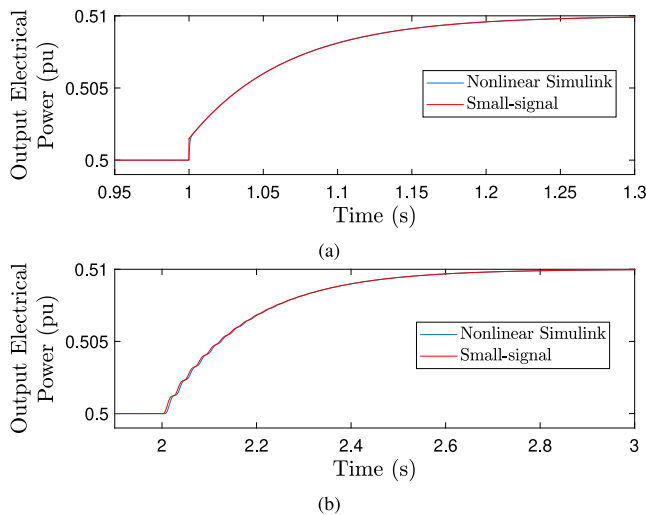 Output Electrical
Power (pu)
0.51
0.505
0.5
Nonlinear Simulink
Small-signal
0.95 1 1.05 1.1 1.15 1.2 1.25 1.3
Time (s)
(a)
Output Electrical
Power (pu)
0.51
0.505
0.5
Nonlinear Simulink
Small-signal
2 2.2 2.4 2.6 2.8 3
Time (s)
(b)